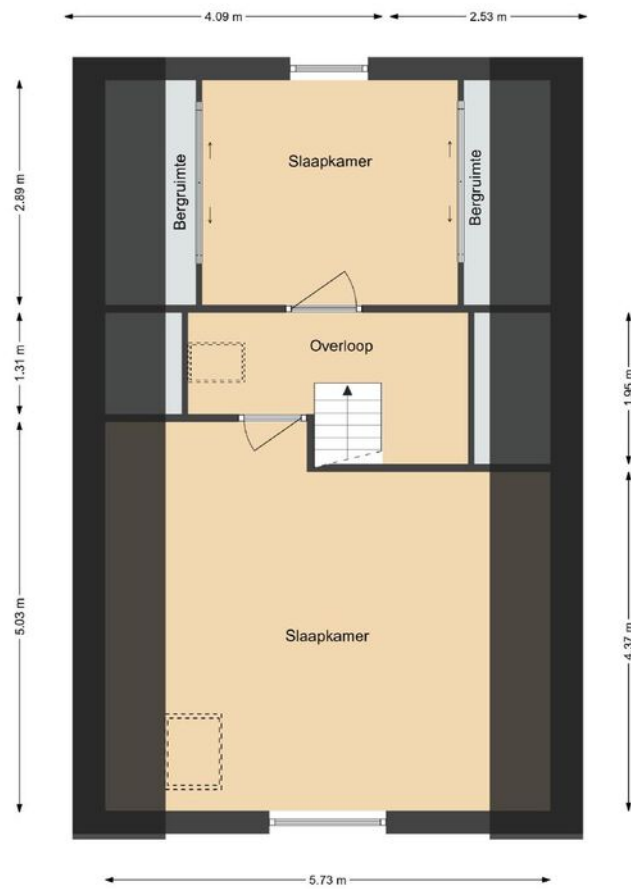 4.09 m
2.53 m
2.89 m
Bergruimte
Slaapkamer
Bergruimte
1.31 m
Overloop
1.95 m
5.03 m
Slaapkamer
4.37 m
5.73 m